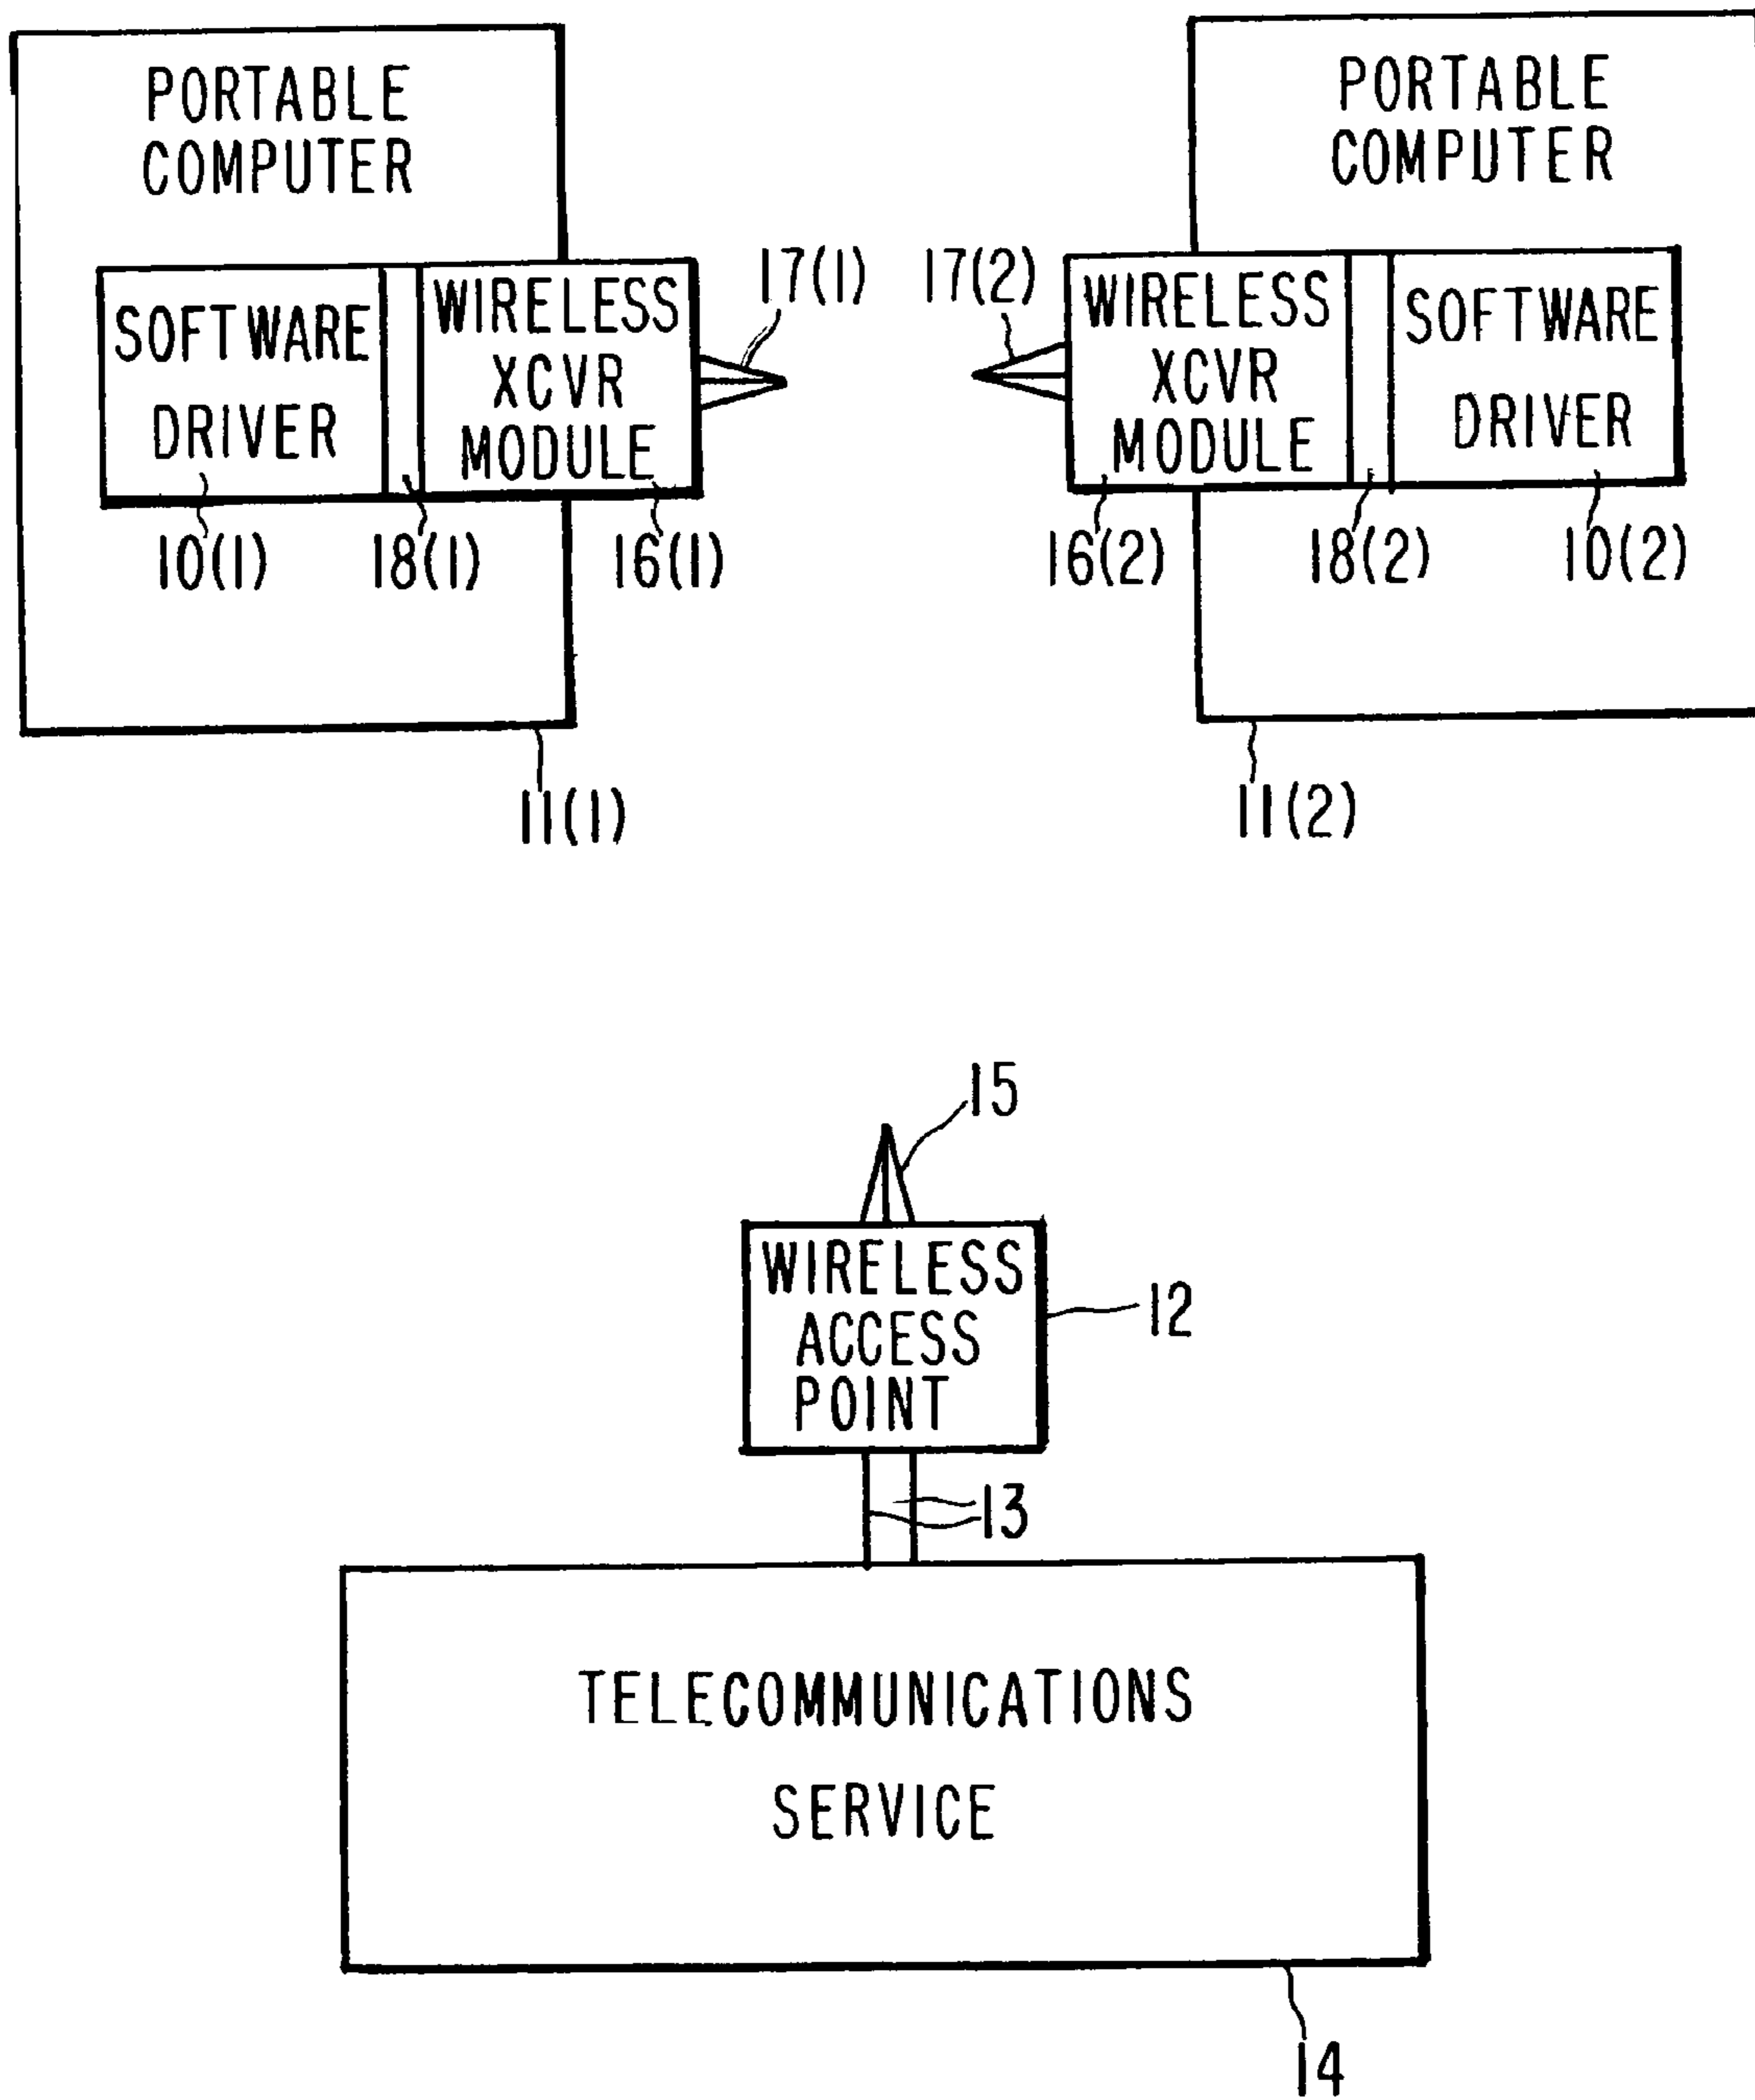 PORTABLE
COMPUTER
SOFTWARE
DRIVER
WIRELESS
XCVR
MODULE
17(1)
10(1)
18(1)
16(1)
11(1)
PORTABLE
COMPUTER
17(2)
WIRELESS
XCVR
MODULE
SOFTWARE
DRIVER
16(2)
18(2)
10(2)
11(2)
15
WIRELESS
ACCESS
POINT
12
13
TELECOMMUNICATIONS
SERVICE
14